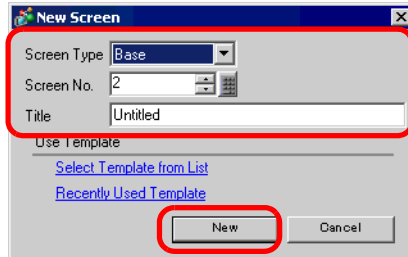 New Screen
Screen Type Base
Screen No. 2
Title Untitled
Use Template
Select Template from List
Recently Used Template
New Cancel